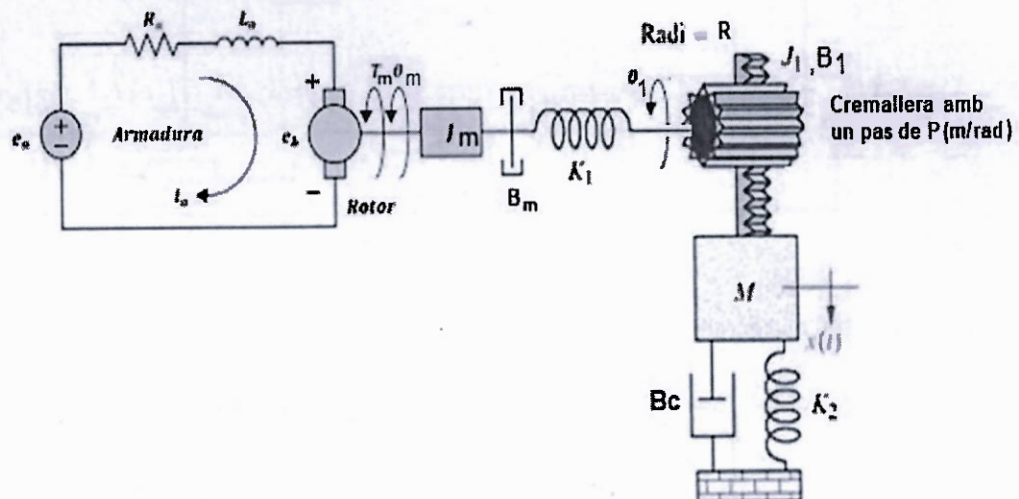 Rₐ
Lₐ
Radi = R
J₁, B₁
+
Tₘ θₘ
θ₁
Cremallera amb
un pas de P(m/rad)
+
−
eₐ
Armadura
e_b
Jₘ
K₁
iₐ
−
Rotor
Bₘ
M
x(t)
Bc
K₂